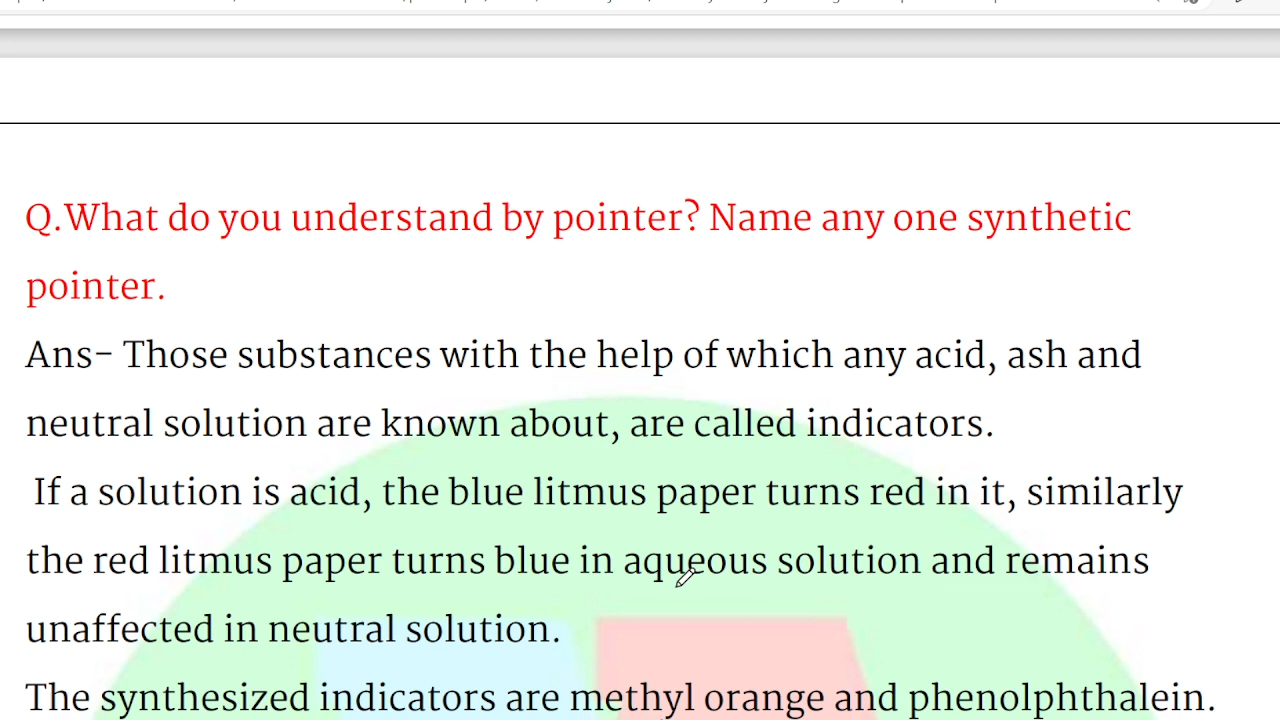 Q.What do you understand by pointer? Name any one synthetic
pointer.
Ans- Those substances with the help of which any acid, ash and
neutral solution are known about, are called indicators.
If a solution is acid, the blue litmus paper turns red in it, similarly
the red litmus paper turns blue in aqueous solution and remains
unaffected in neutral solution.
The synthesized indicators are methyl orange and phenolphthalein.